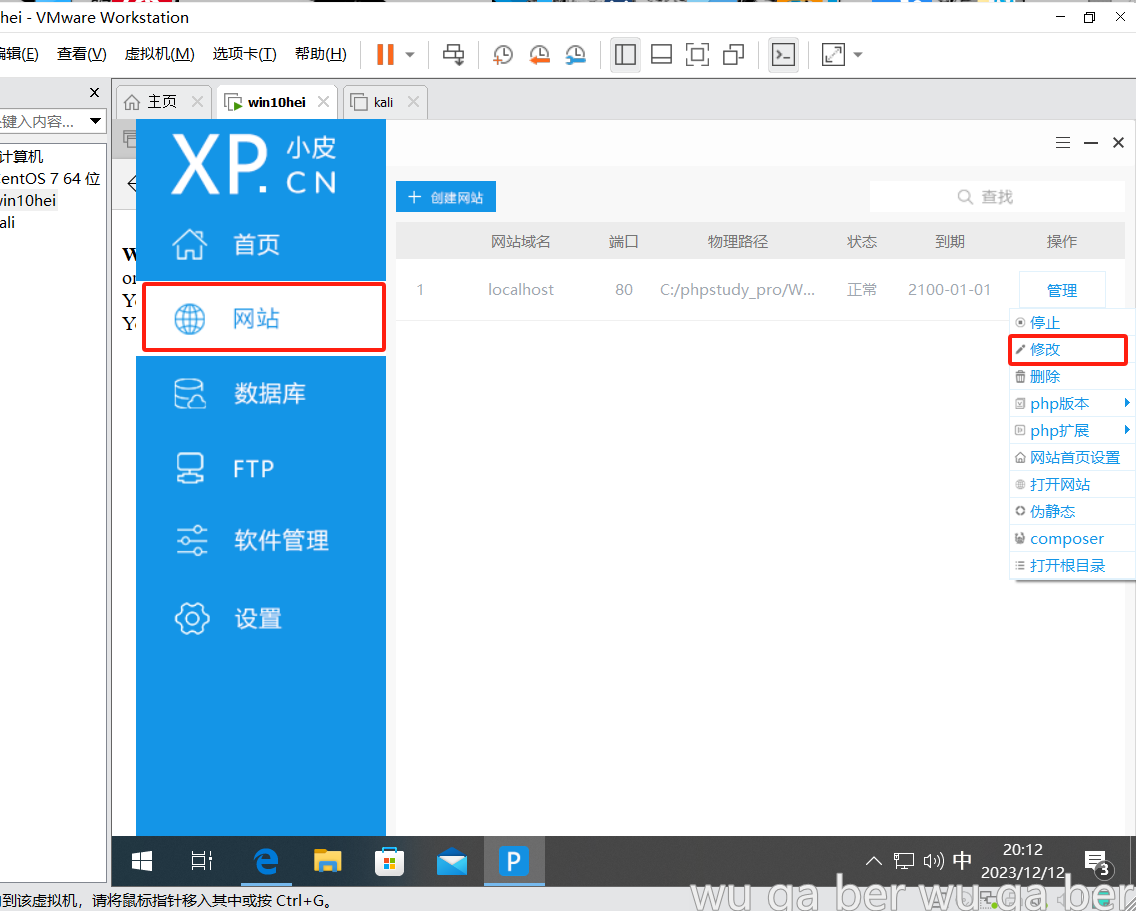 hei - VMware Workstation
编辑(E) 查看(V) 虚拟机(M) 选项卡(T) 帮助(H)
主页 win10hei kali
键入内容...
计算机
entOS 7 64 位
win10hei
ali
XP. 小皮
CN
首页
网站
数据库
FTP
软件管理
设置
创建网站 查找
网站域名 端口 物理路径 状态 到期 操作
1 localhost 80 C:/phpstudy_pro/W... 正常 2100-01-01 管理
停止
修改
删除
php版本
php扩展
网站首页设置
打开网站
伪静态
composer
打开根目录
中
20:12
2023/12/12
3
到该虚拟机，请将鼠标指针移入其中或按 Ctrl+G。
wu ga ber wu ga ber